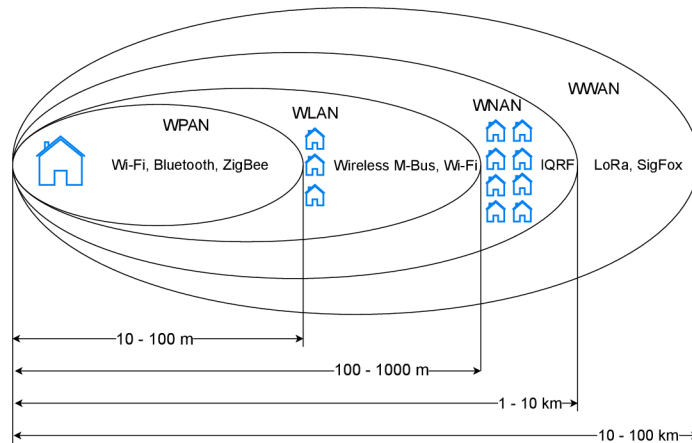 WWAN
WNAN
WLAN
WPAN
Wi-Fi, Bluetooth, ZigBee
Wireless M-Bus, Wi-Fi
IQRF
LoRa, SigFox
10 - 100 m
100 - 1000 m
1 - 10 km
10 - 100 km